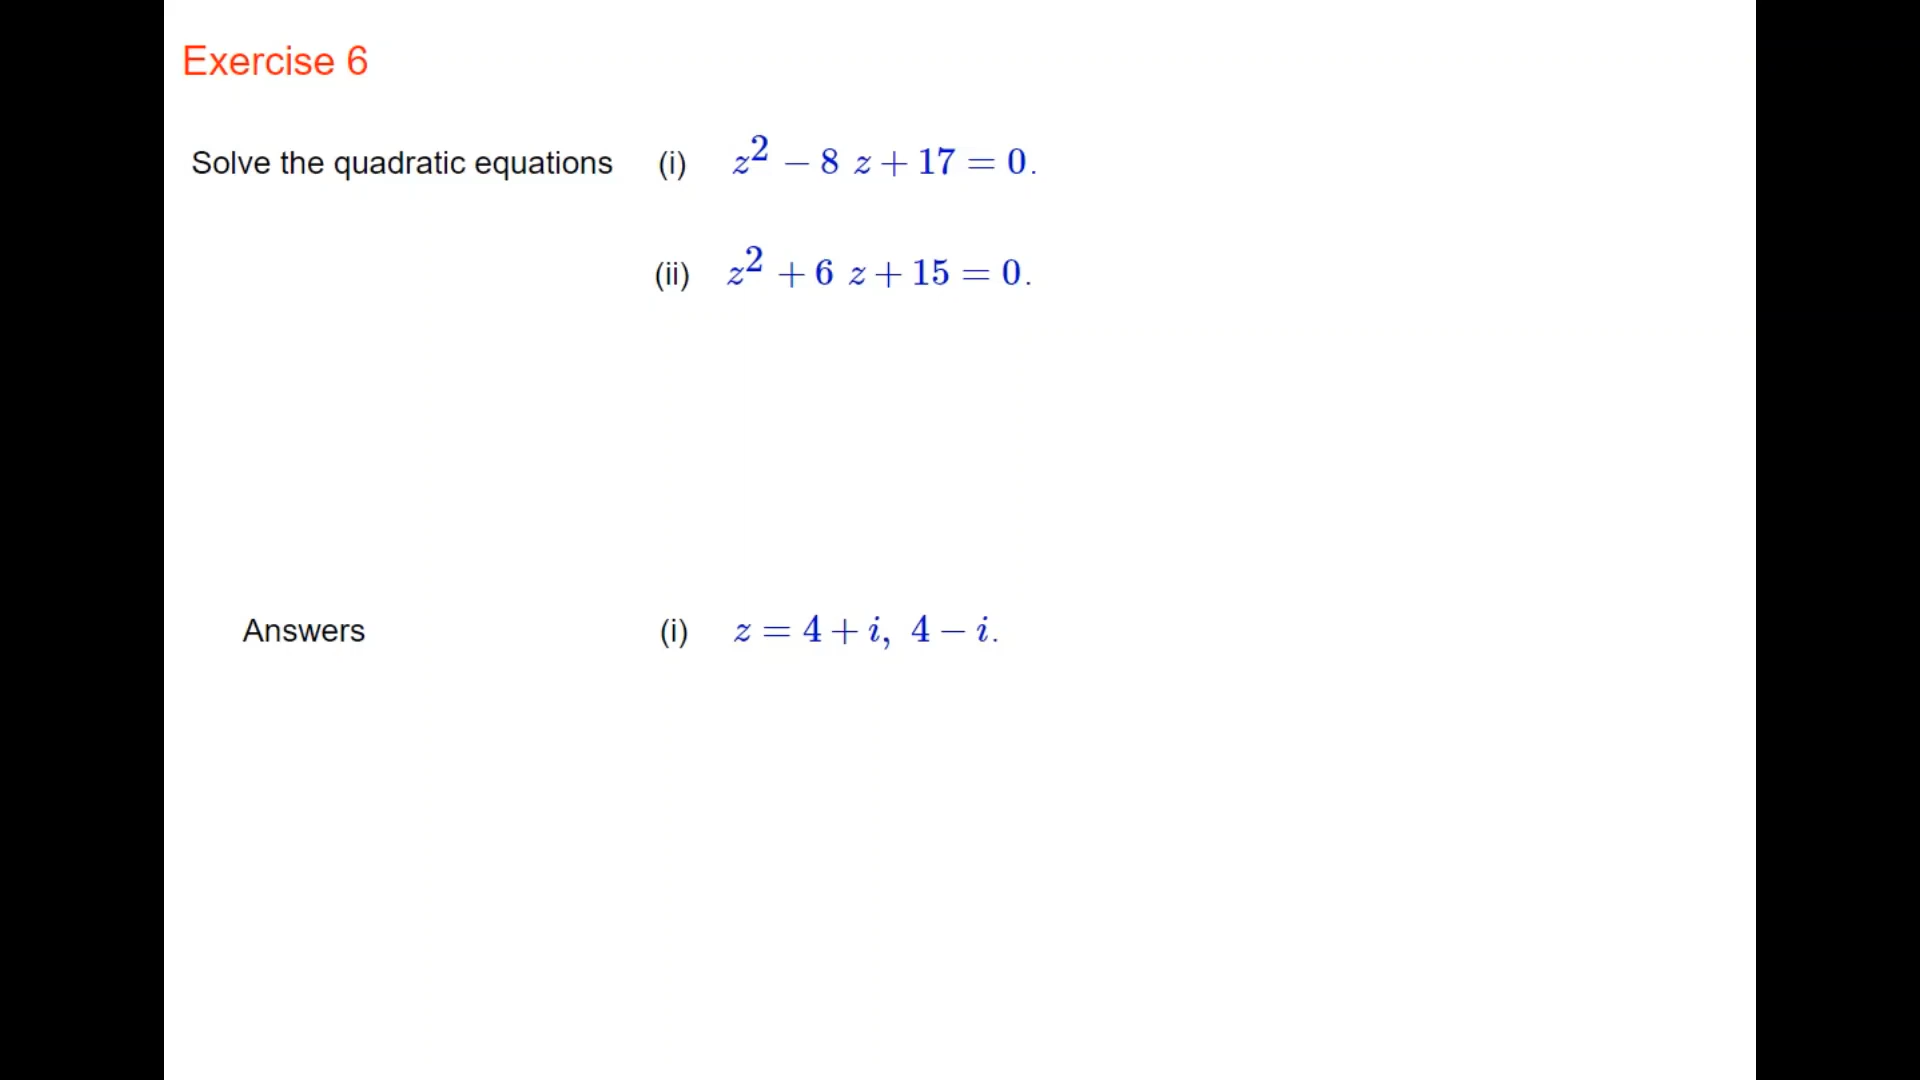 Exercise 6
Solve the quadratic equations (i) z² − 8 z + 17 = 0.
(ii) z² + 6 z + 15 = 0.
Answers (i) z = 4 + i, 4 − i.